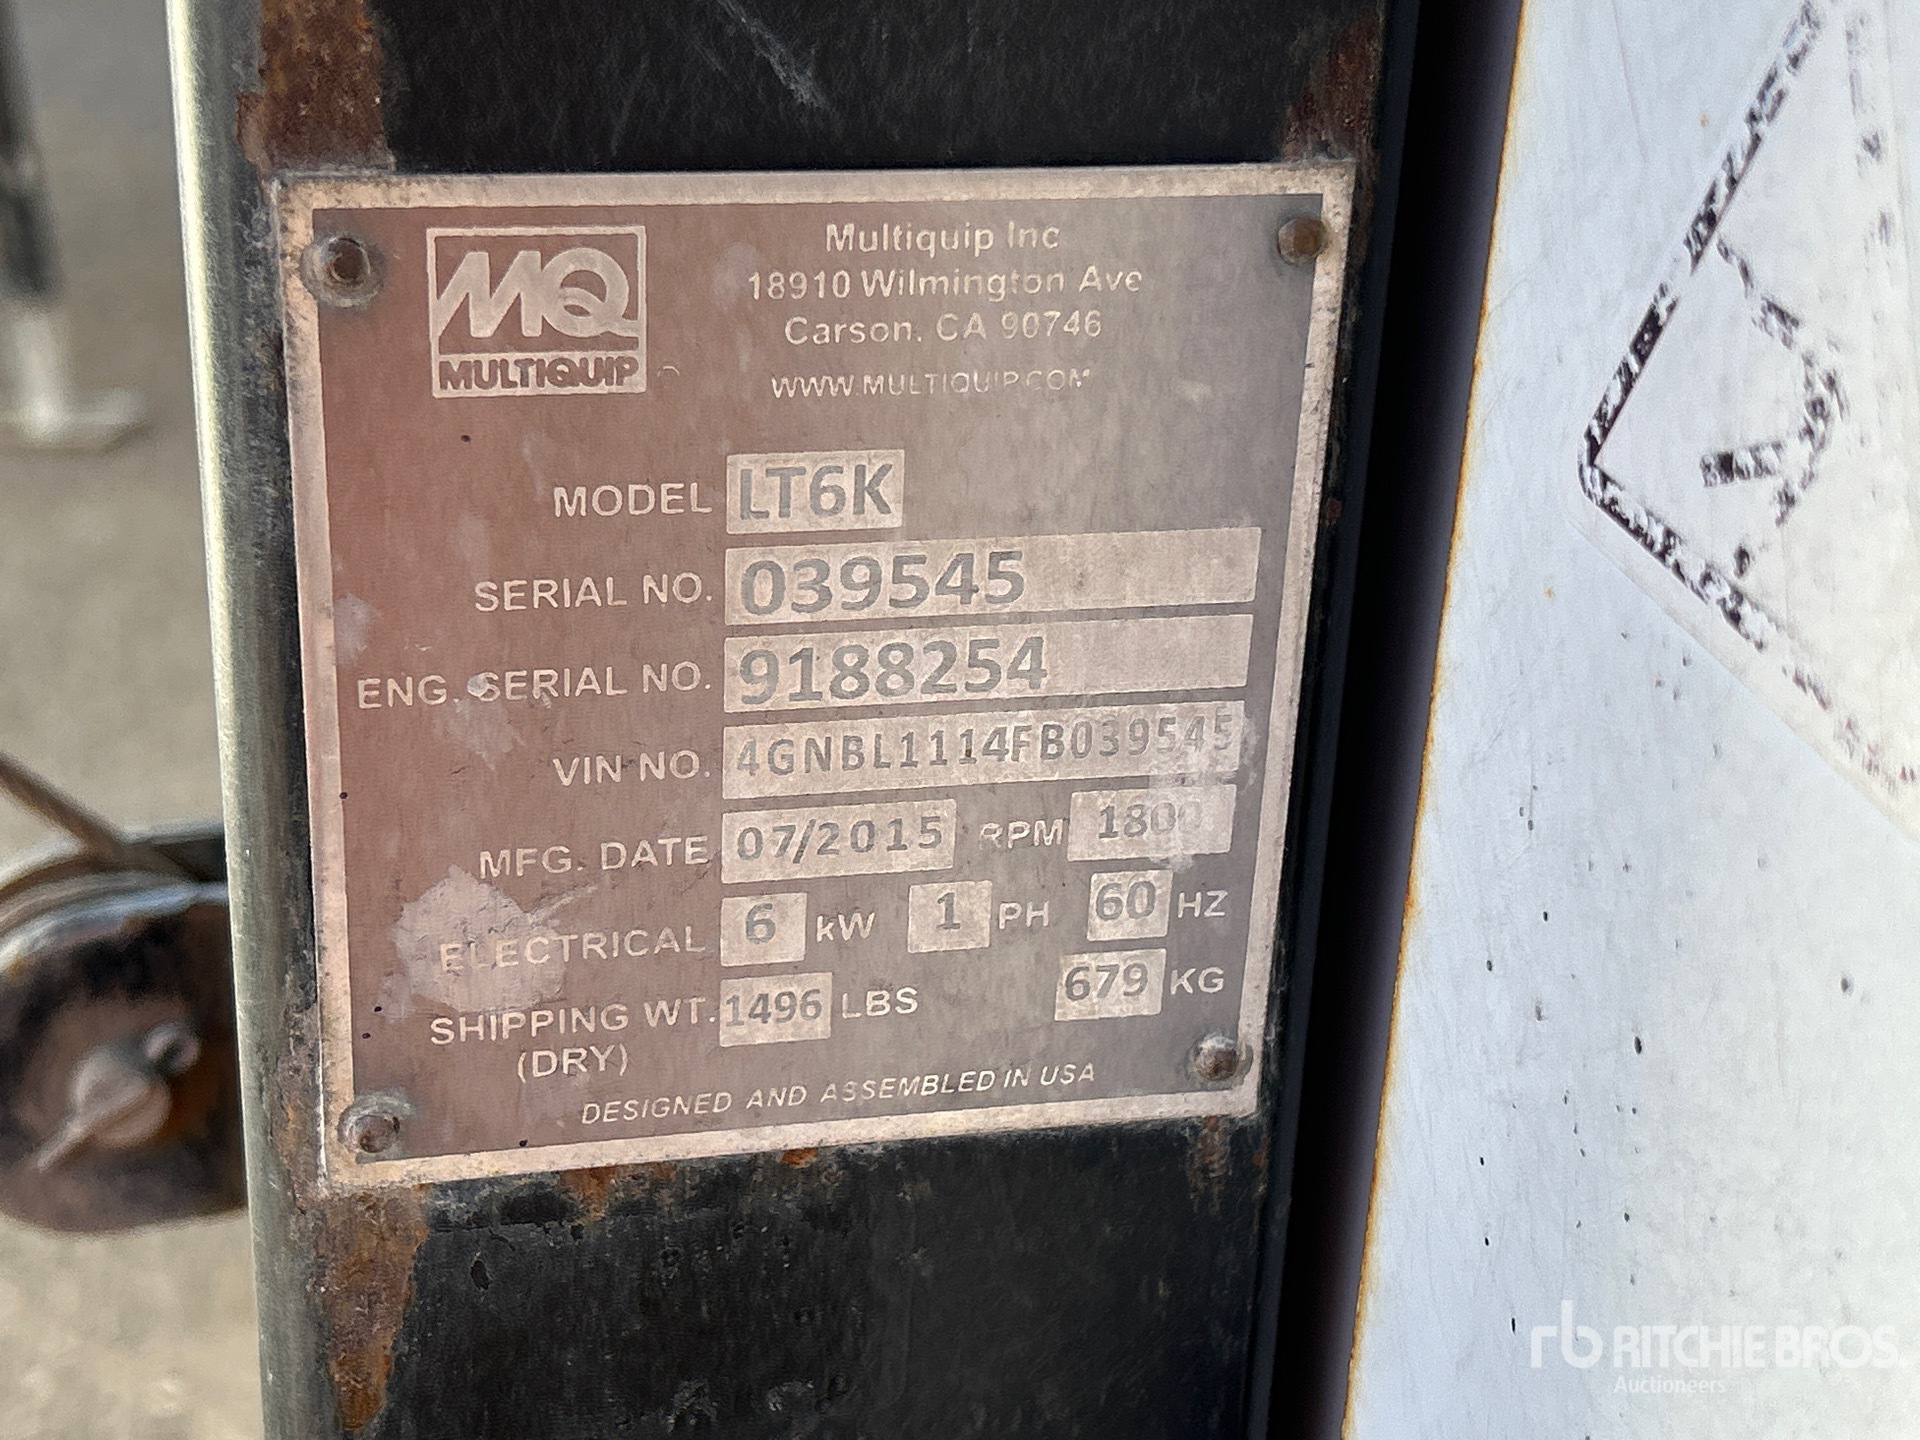 MQ
MULTIQUIP
Multiquip Inc
18910 Wilmington Ave
Carson, CA 90746
WWW.MULTIQUIP.COM
MODEL LT6K
SERIAL NO. 039545
ENG. SERIAL NO. 9188254
VIN NO. 4GNBL1114FB039545
MFG. DATE 07/2015 RPM 1800
ELECTRICAL 6 kW 1 PH 60 HZ
SHIPPING WT. 1496 LBS 679 KG
(DRY)
DESIGNED AND ASSEMBLED IN USA
rb RITCHIE BROS.
Auctioneers